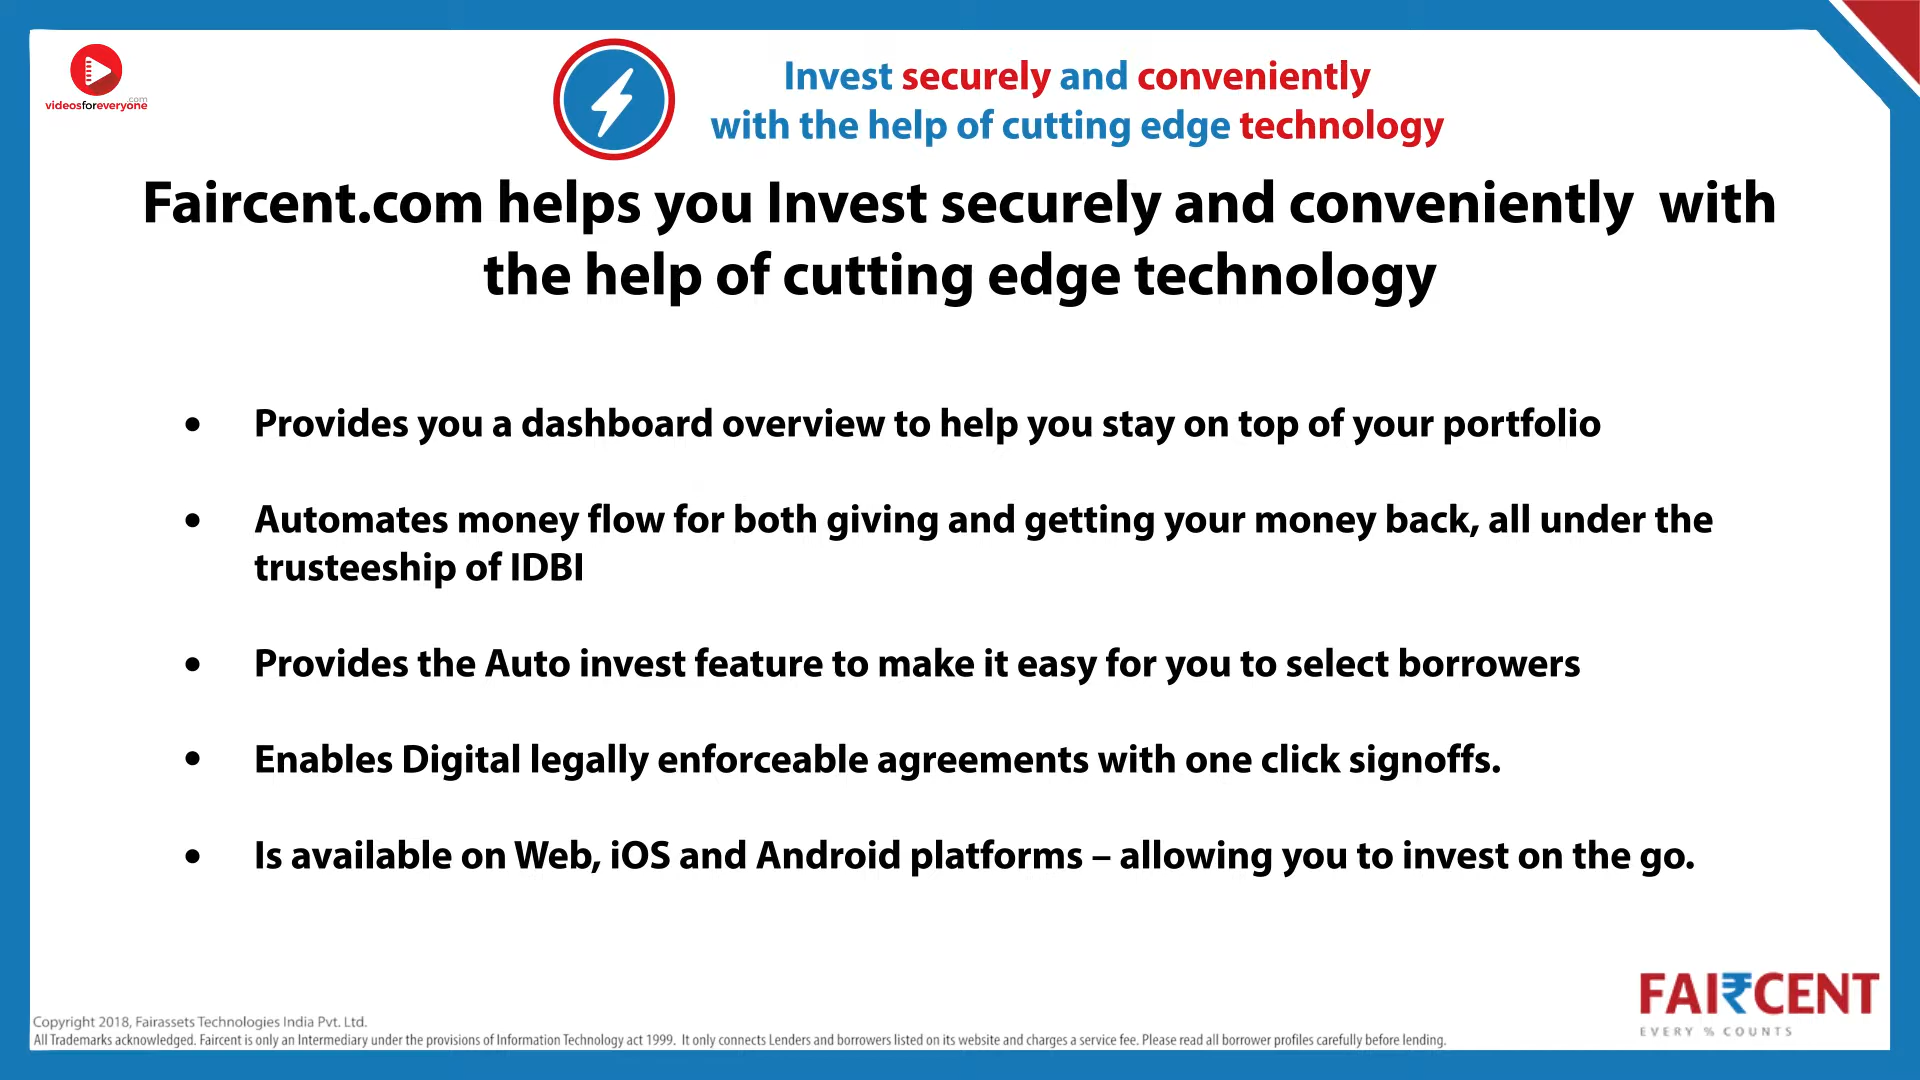 videosforeveryone
.com
Invest securely and conveniently
with the help of cutting edge technology
Faircent.com helps you Invest securely and conveniently with
the help of cutting edge technology
• Provides you a dashboard overview to help you stay on top of your portfolio
• Automates money flow for both giving and getting your money back, all under the
trusteeship of IDBI
• Provides the Auto invest feature to make it easy for you to select borrowers
• Enables Digital legally enforceable agreements with one click signoffs.
• Is available on Web, iOS and Android platforms – allowing you to invest on the go.
FAI₹CENT
EVERY % COUNTS
Copyright 2018, Fairassets Technologies India Pvt. Ltd.
All Trademarks acknowledged. Faircent is only an Intermediary under the provisions of Information Technology act 1999. It only connects Lenders and borrowers listed on its website and charges a service fee. Please read all borrower profiles carefully before lending.